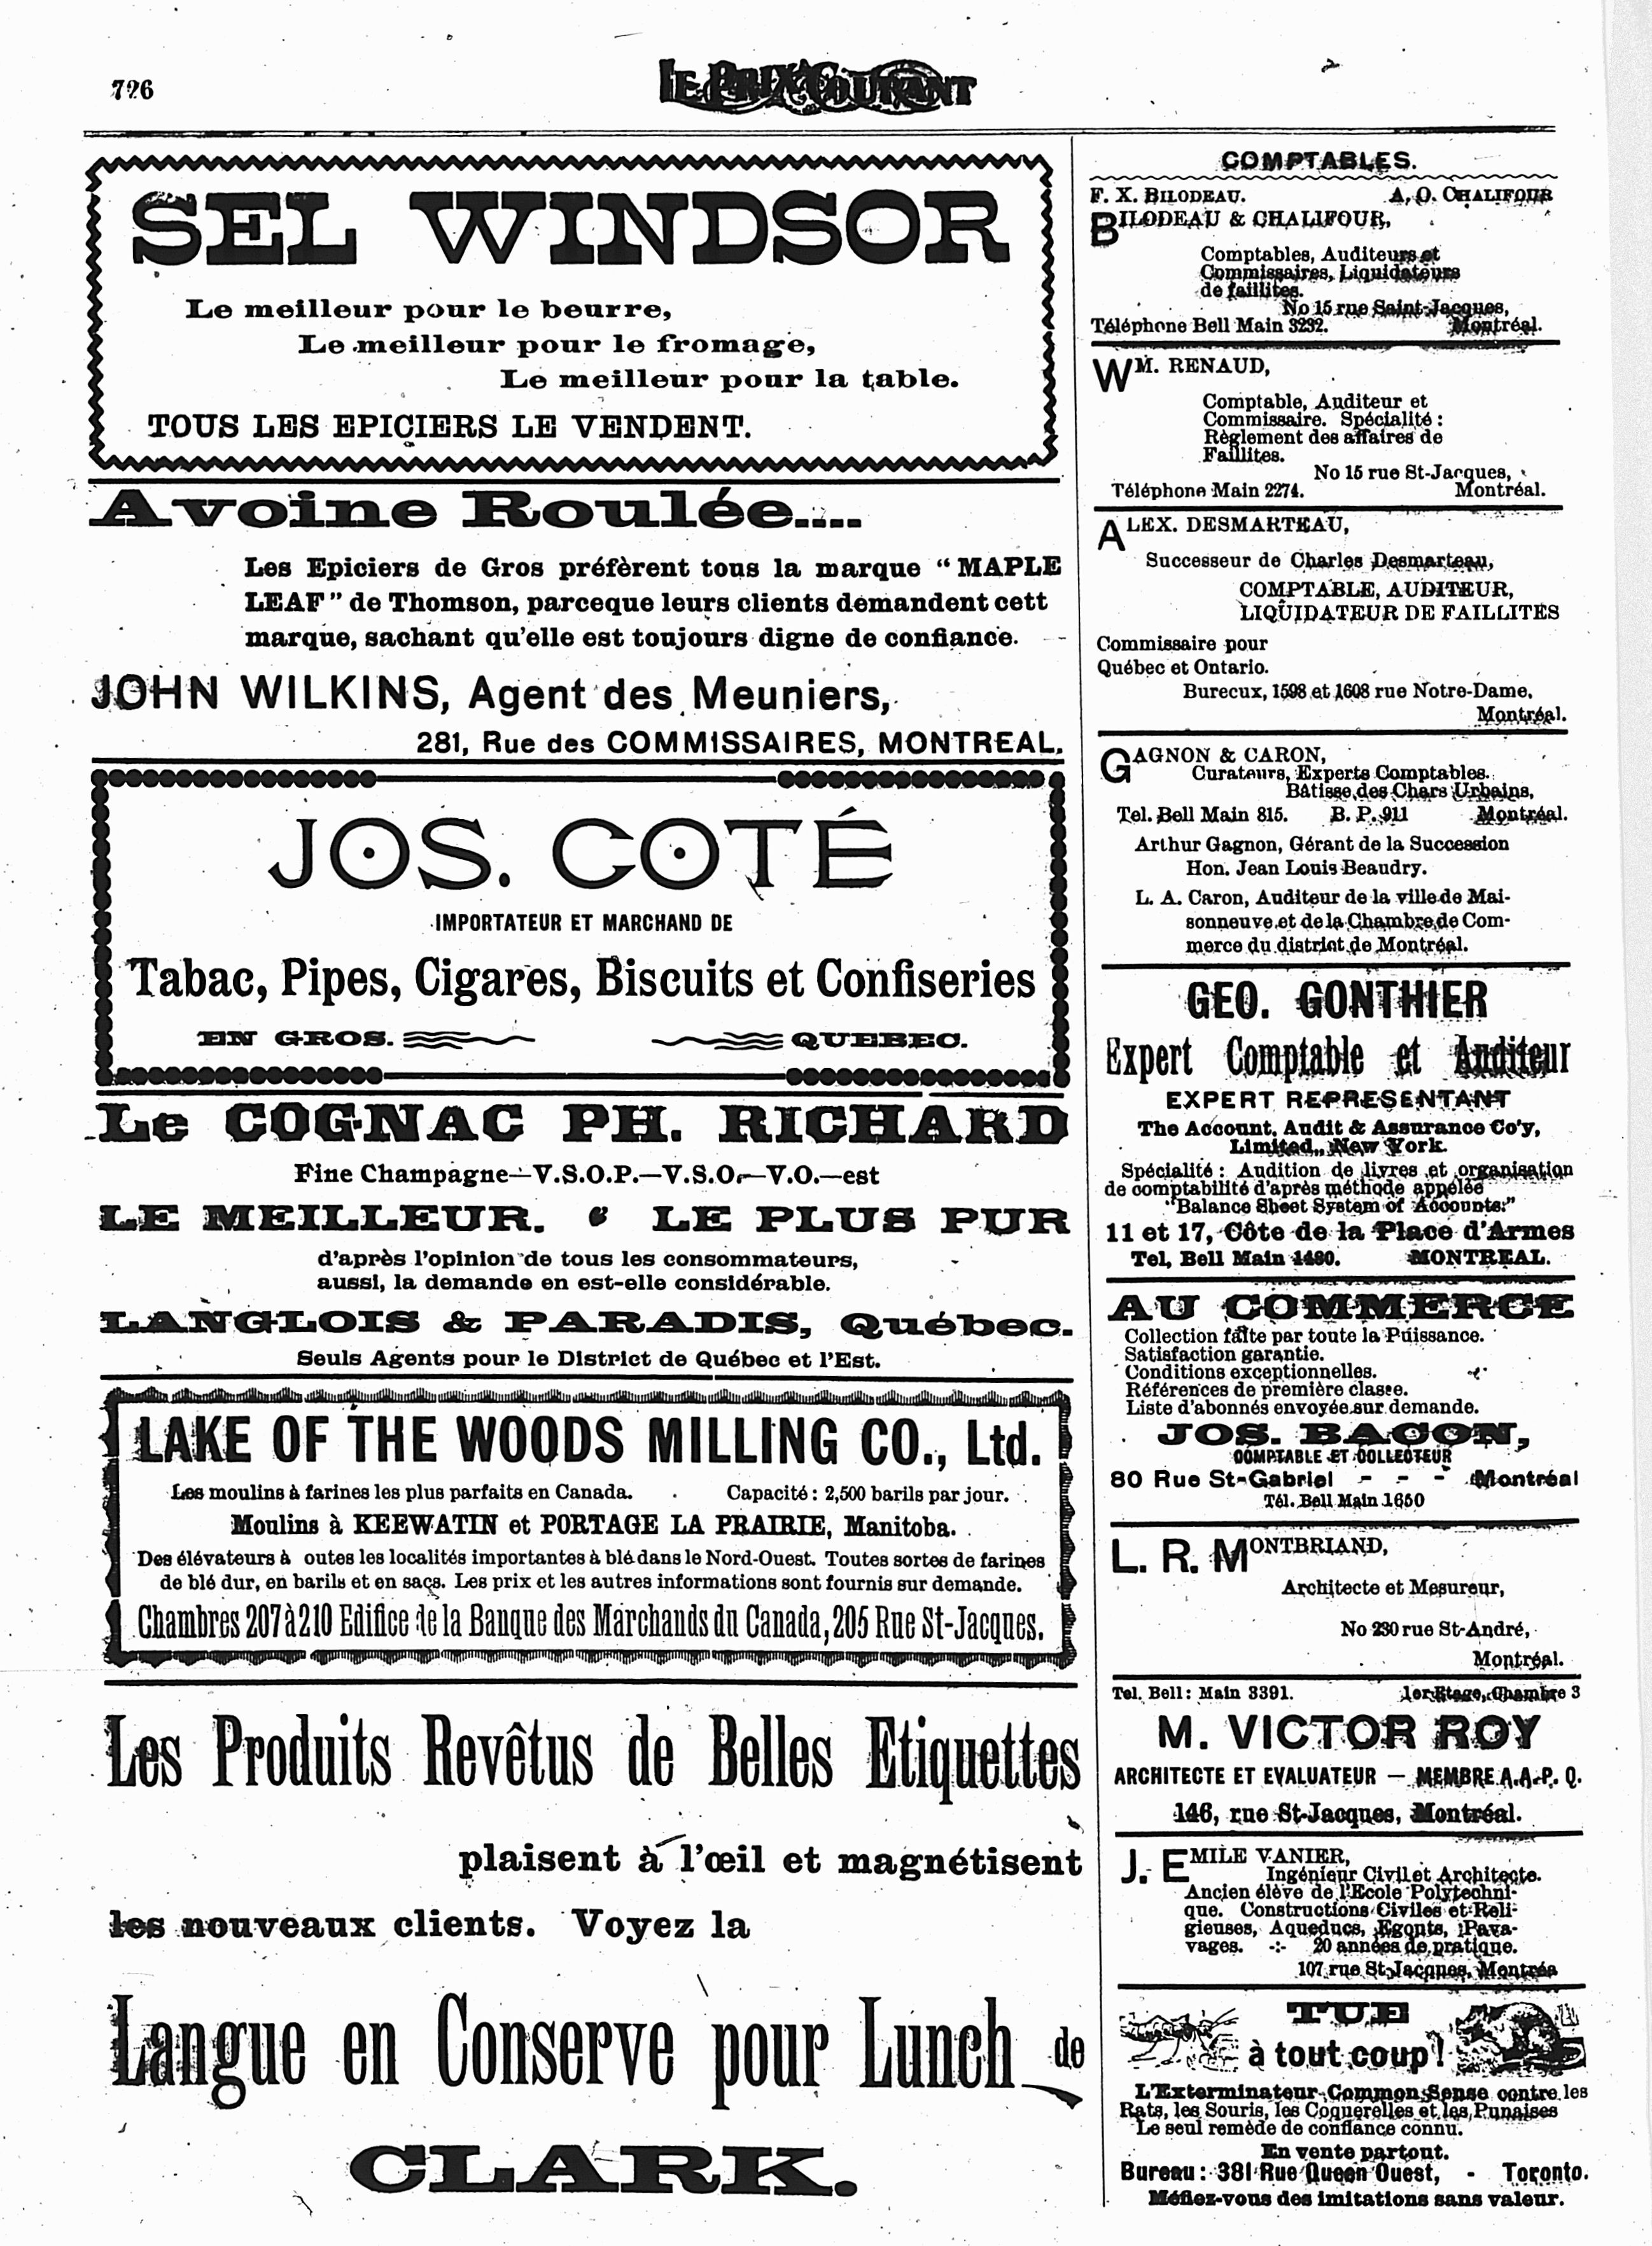 726
LE PRIX COURANT
SEL WINDSOR
Le meilleur pour le beurre,
Le meilleur pour le fromage,
Le meilleur pour la table.
TOUS LES EPICIERS LE VENDENT.
Avoine Roulée....
Les Epiciers de Gros préfèrent tous la marque “ MAPLE
LEAF ” de Thomson, parceque leurs clients demandent cett
marque, sachant qu'elle est toujours digne de confiance.
JOHN WILKINS, Agent des Meuniers,
281, Rue des COMMISSAIRES, MONTREAL.
JOS. COTÉ
IMPORTATEUR ET MARCHAND DE
Tabac, Pipes, Cigares, Biscuits et Confiseries
EN GROS. QUEBEC.
Le COGNAC PH. RICHARD
Fine Champagne—V.S.O.P.—V.S.O.—V.O.—est
LE MEILLEUR. LE PLUS PUR
d'après l'opinion de tous les consommateurs,
aussi, la demande en est-elle considérable.
LANGLOIS & PARADIS, Québec.
Seuls Agents pour le District de Québec et l'Est.
LAKE OF THE WOODS MILLING CO., Ltd.
Les moulins à farines les plus parfaits en Canada. Capacité : 2,500 barils par jour.
Moulins à KEEWATIN et PORTAGE LA PRAIRIE, Manitoba.
Des élévateurs à outes les localités importantes à blé dans le Nord-Ouest. Toutes sortes de farines
de blé dur, en barils et en sacs. Les prix et les autres informations sont fournis sur demande.
Chambres 207 à 210 Edifice de la Banque des Marchands du Canada, 205 Rue St-Jacques.
Les Produits Revêtus de Belles Etiquettes
plaisent à l'œil et magnétisent
les nouveaux clients. Voyez la
Langue en Conserve pour Lunch de
CLARK.
COMPTABLES.
F. X. BILODEAU. A. O. CHALIFOUR
BILODEAU & CHALIFOUR,
Comptables, Auditeurs et
Commissaires, Liquidateurs
de faillites.
No 15 rue Saint-Jacques,
Téléphone Bell Main 3232. Montréal.
WM. RENAUD,
Comptable, Auditeur et
Commissaire. Spécialité :
Règlement des affaires de
Faillites.
No 15 rue St-Jacques,
Téléphone Main 2274. Montréal.
ALEX. DESMARTEAU,
Successeur de Charles Desmarteau,
COMPTABLE, AUDITEUR,
LIQUIDATEUR DE FAILLITES
Commissaire pour
Québec et Ontario.
Burecux, 1598 et 1608 rue Notre-Dame,
Montréal.
GAGNON & CARON,
Curateurs, Experts Comptables.
Bâtisse des Chars Urbains,
Tel. Bell Main 815. B. P. 911 Montréal.
Arthur Gagnon, Gérant de la Succession
Hon. Jean Louis Beaudry.
L. A. Caron, Auditeur de la ville de Mai-
sonneuve et de la Chambre de Com-
merce du district de Montréal.
GEO. GONTHIER
Expert Comptable et Auditeur
EXPERT REPRESENTANT
The Account, Audit & Assurance Co'y,
Limited, New York.
Spécialité : Audition de livres et organisation
de comptabilité d'après méthode appelée
“Balance Sheet System of Accounts.”
11 et 17, Côte de la Place d'Armes
Tel, Bell Main 1480. MONTREAL.
AU COMMERCE
Collection faite par toute la Puissance.
Satisfaction garantie.
Conditions exceptionnelles.
Références de première classe.
Liste d'abonnés envoyée sur demande.
JOS. BACON,
COMPTABLE ET COLLECTEUR
80 Rue St-Gabriel - - - Montréal
Tél. Bell Main 1650
L. R. MONTBRIAND,
Architecte et Mesureur,
No 230 rue St-André,
Montréal.
Tel. Bell : Main 3391. 1er Etage, Chambre 3
M. VICTOR ROY
ARCHITECTE ET EVALUATEUR — MEMBRE A.A.P. Q.
146, rue St-Jacques, Montréal.
J. EMILE VANIER,
Ingénieur Civil et Architecte.
Ancien élève de l'Ecole Polytechni-
que. Constructions Civiles et Reli-
gieuses, Aqueducs, Egouts, Pava-
vages. -:- 20 années de pratique.
107 rue St-Jacques, Montréa
TUE
à tout coup !
L'Exterminateur Common Sense contre les
Rats, les Souris, les Coquerelles et les Punaises
Le seul remède de confiance connu.
En vente partout.
Bureau : 381 Rue Queen Ouest, - Toronto.
Méfiez-vous des imitations sans valeur.